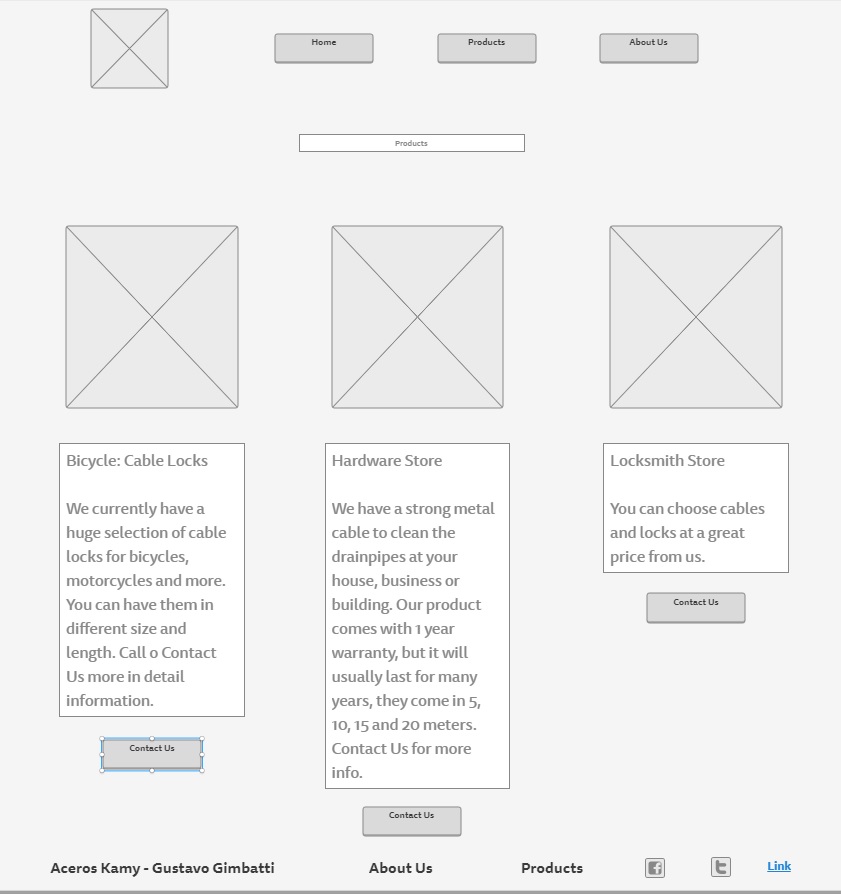 Home
Products
About Us
Products
Bicycle: Cable Locks
We currently have a
huge selection of cable
locks for bicycles,
motorcycles and more.
You can have them in
different size and
length. Call o Contact
Us more in detail
information.
Contact Us
Hardware Store
We have a strong metal
cable to clean the
drainpipes at your
house, business or
building. Our product
comes with 1 year
warranty, but it will
usually last for many
years, they come in 5,
10, 15 and 20 meters.
Contact Us for more
info.
Contact Us
Locksmith Store
You can choose cables
and locks at a great
price from us.
Contact Us
Aceros Kamy - Gustavo Gimbatti
About Us
Products
Link